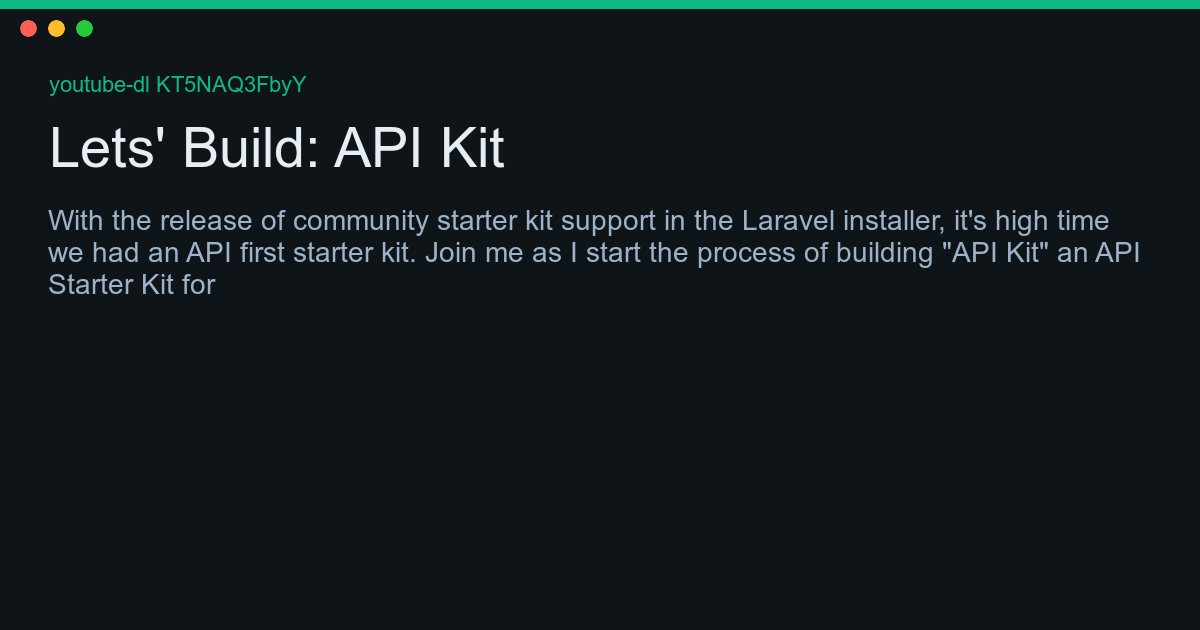 youtube-dl KT5NAQ3FbyY
Lets' Build: API Kit
With the release of community starter kit support in the Laravel installer, it's high time
we had an API first starter kit. Join me as I start the process of building "API Kit" an API
Starter Kit for